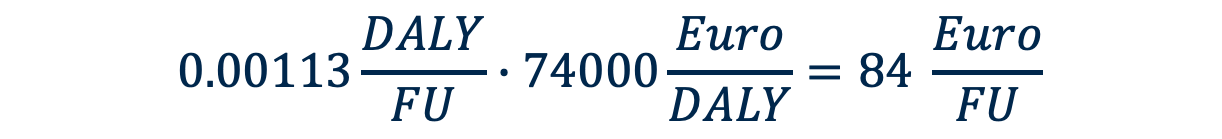 0.00113 DALY/FU · 74000 Euro/DALY = 84 Euro/FU